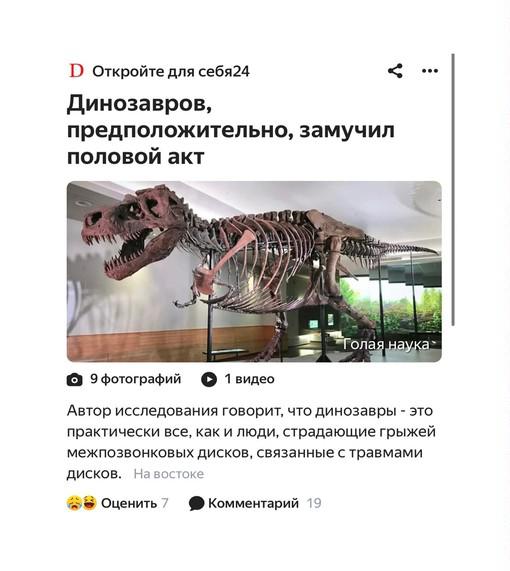 D Откройте для себя24
Динозавров,
предположительно, замучил
половой акт
Голая наука
9 фотографий 1 видео
Автор исследования говорит, что динозавры - это
практически все, как и люди, страдающие грыжей
межпозвонковых дисков, связанные с травмами
дисков. На востоке
Оценить 7 Комментарий 19